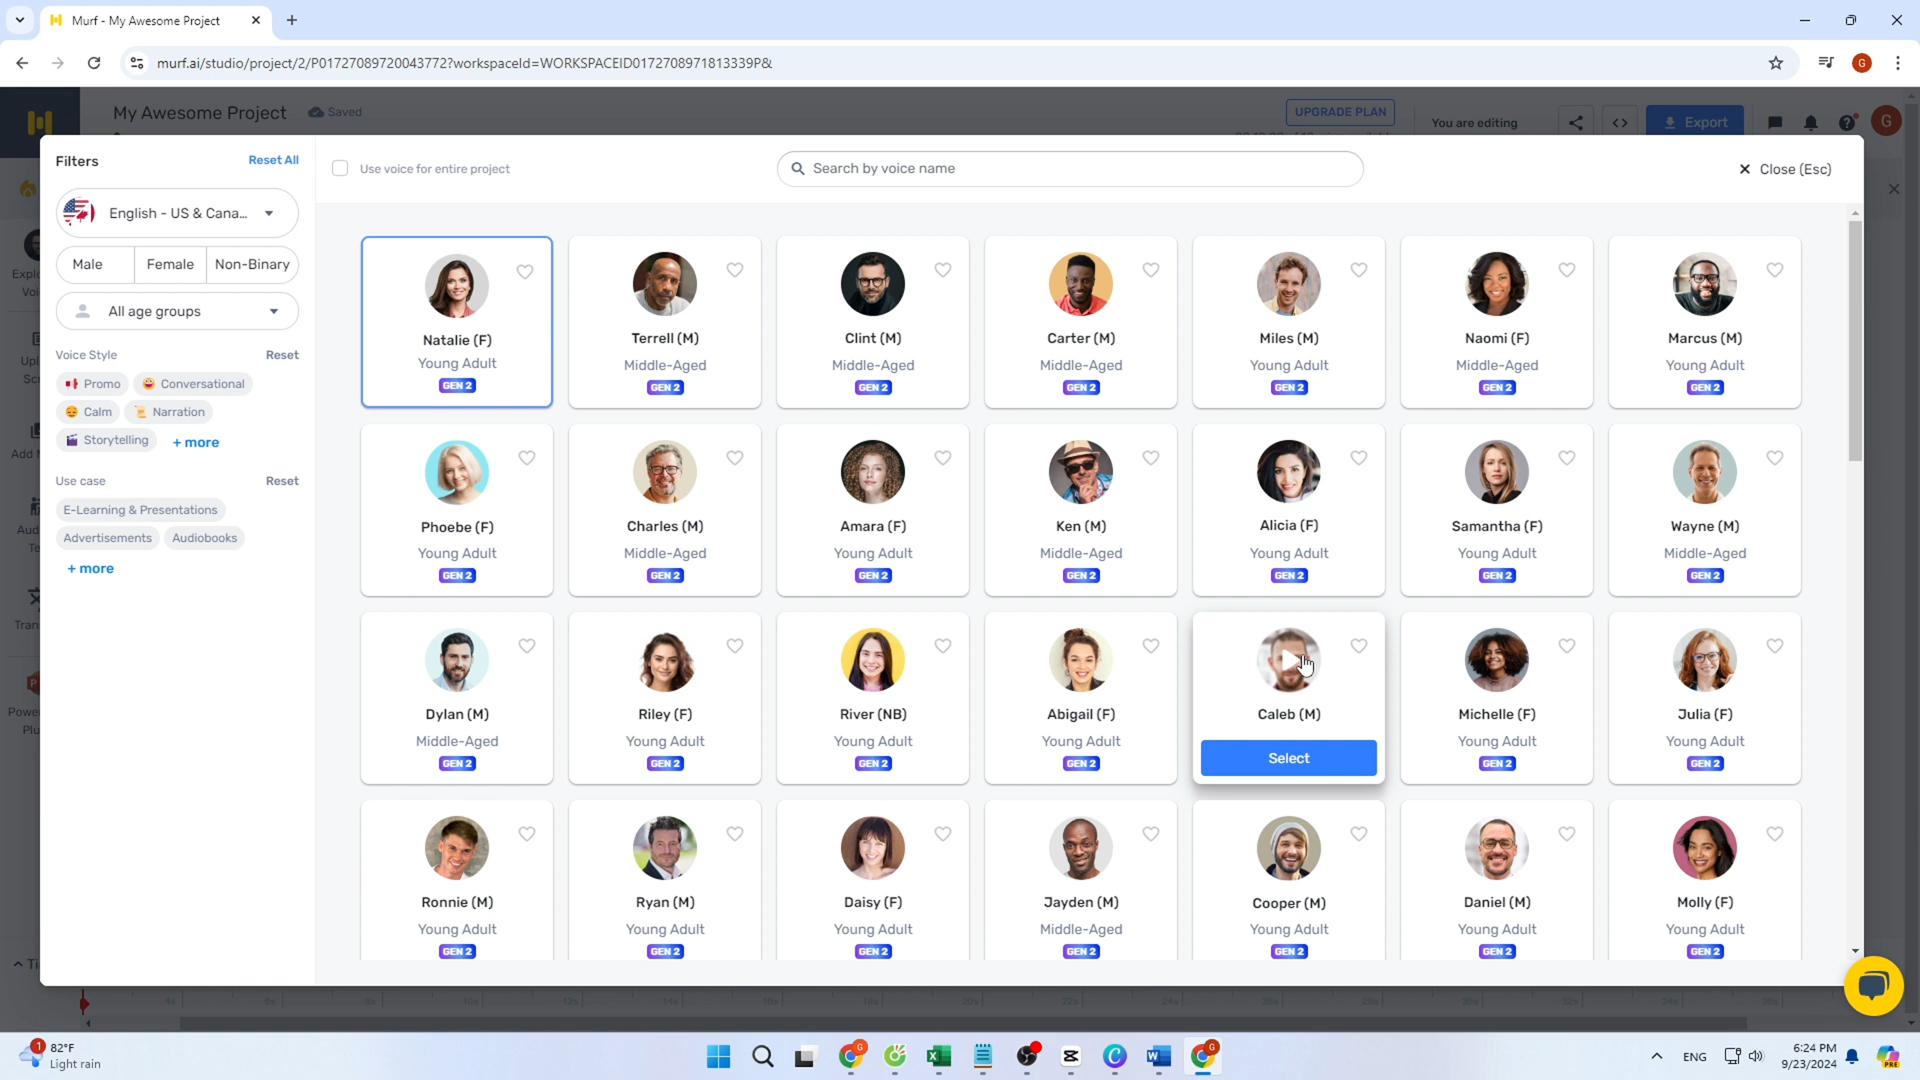 Murf - My Awesome Project
murf.ai/studio/project/2/P01727089720043772?workspaceId=WORKSPACEID0172708971813339P&
G
My Awesome Project
Saved
UPGRADE PLAN
You are editing
Export
G
Filters
Reset All
Use voice for entire project
Search by voice name
Close (Esc)
English - US & Cana...
Male Female Non-Binary
All age groups
Voice Style Reset
Promo Conversational
Calm Narration
Storytelling + more
Use case Reset
E-Learning & Presentations
Advertisements Audiobooks
+ more
Natalie (F) Terrell (M) Clint (M) Carter (M) Miles (M) Naomi (F) Marcus (M)
Young Adult Middle-Aged Middle-Aged Middle-Aged Young Adult Middle-Aged Young Adult
GEN 2 GEN 2 GEN 2 GEN 2 GEN 2 GEN 2 GEN 2
Phoebe (F) Charles (M) Amara (F) Ken (M) Alicia (F) Samantha (F) Wayne (M)
Young Adult Middle-Aged Young Adult Middle-Aged Young Adult Young Adult Middle-Aged
GEN 2 GEN 2 GEN 2 GEN 2 GEN 2 GEN 2 GEN 2
Dylan (M) Riley (F) River (NB) Abigail (F) Caleb (M) Michelle (F) Julia (F)
Middle-Aged Young Adult Young Adult Young Adult Select Young Adult Young Adult
GEN 2 GEN 2 GEN 2 GEN 2 GEN 2 GEN 2
Ronnie (M) Ryan (M) Daisy (F) Jayden (M) Cooper (M) Daniel (M) Molly (F)
Young Adult Young Adult Young Adult Middle-Aged Young Adult Young Adult Young Adult
GEN 2 GEN 2 GEN 2 GEN 2 GEN 2 GEN 2 GEN 2
1 82°F
Light rain
ENG
6:24 PM
9/23/2024